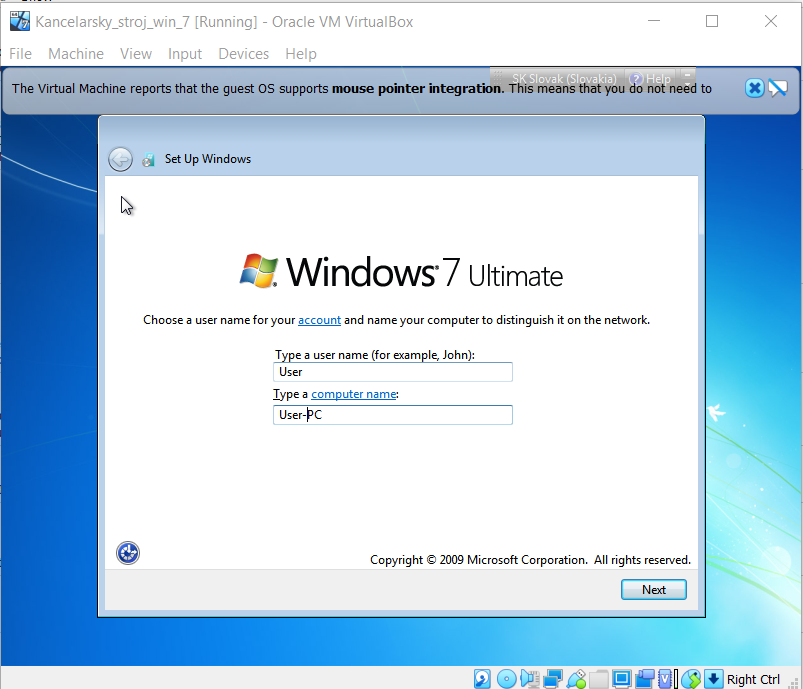 Kancelarsky_stroj_win_7 [Running] - Oracle VM VirtualBox
File Machine View Input Devices Help
SK Slovak (Slovakia) ? Help
The Virtual Machine reports that the guest OS supports mouse pointer integration. This means that you do not need to
Set Up Windows
Windows 7 Ultimate
Choose a user name for your account and name your computer to distinguish it on the network.
Type a user name (for example, John):
User
Type a computer name:
User-PC
Copyright © 2009 Microsoft Corporation. All rights reserved.
Next
Right Ctrl